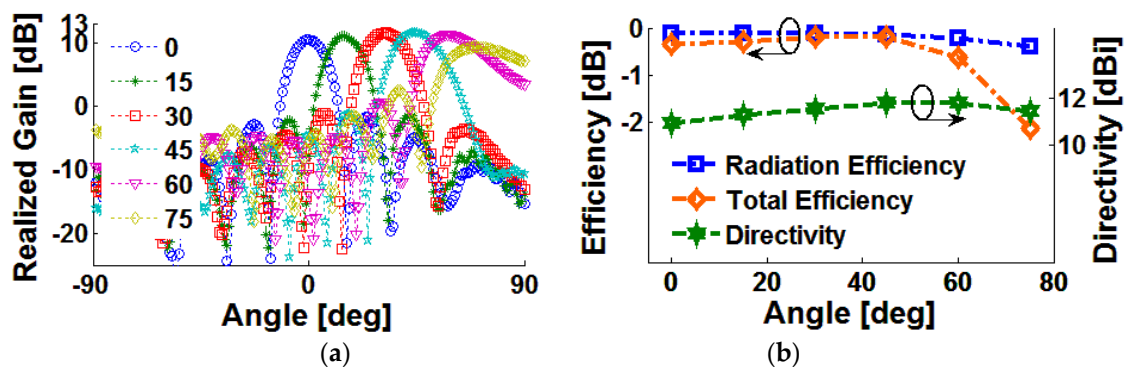 Realized Gain [dB]
13
10
0
-10
-20
0
15
30
45
60
75
-90
0
90
Angle [deg]
(a)
Efficiency [dB]
0
-1
-2
Radiation Efficiency
Total Efficiency
Directivity
0
20
40
60
80
Angle [deg]
12
10
Directivity [dBi]
(b)